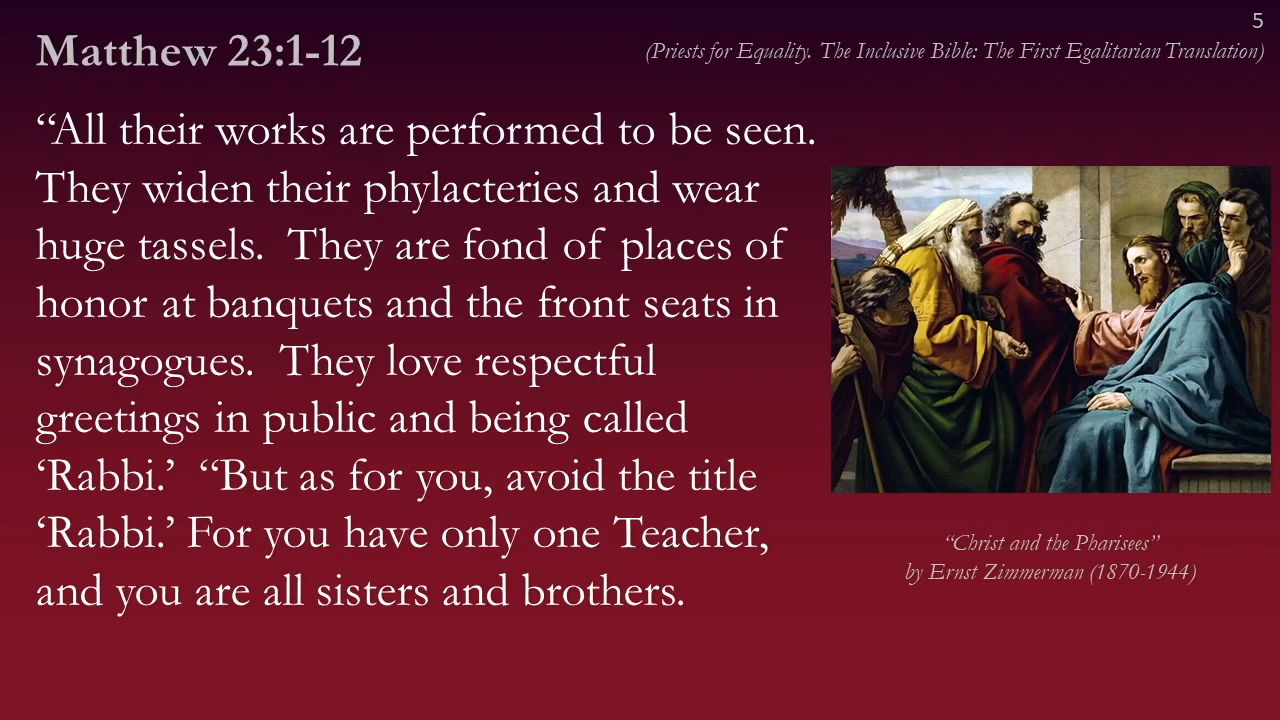 5
Matthew 23:1-12
(Priests for Equality. The Inclusive Bible: The First Egalitarian Translation)
“All their works are performed to be seen.
They widen their phylacteries and wear
huge tassels.  They are fond of places of
honor at banquets and the front seats in
synagogues.  They love respectful
greetings in public and being called
‘Rabbi.’  “But as for you, avoid the title
‘Rabbi.’ For you have only one Teacher,
and you are all sisters and brothers.
“Christ and the Pharisees”
by Ernst Zimmerman (1870-1944)